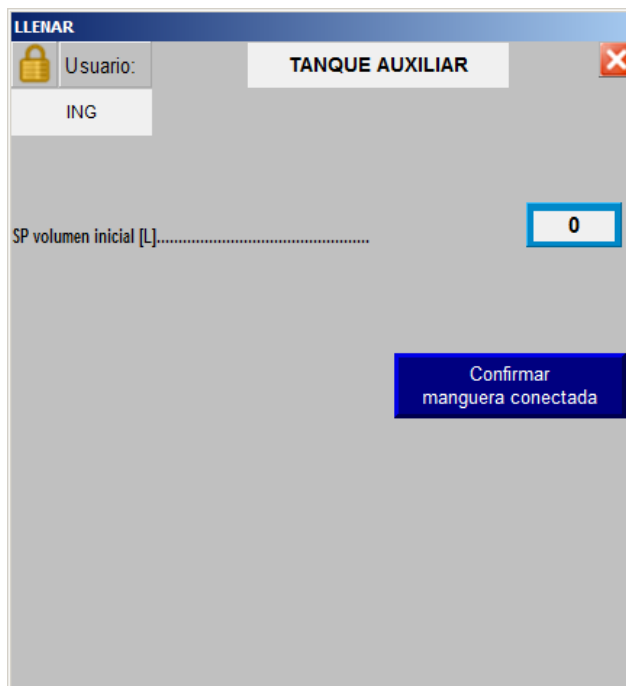 LLENAR
Usuario: TANQUE AUXILIAR
ING
SP volumen inicial [L]................................................. 0
Confirmar
manguera conectada